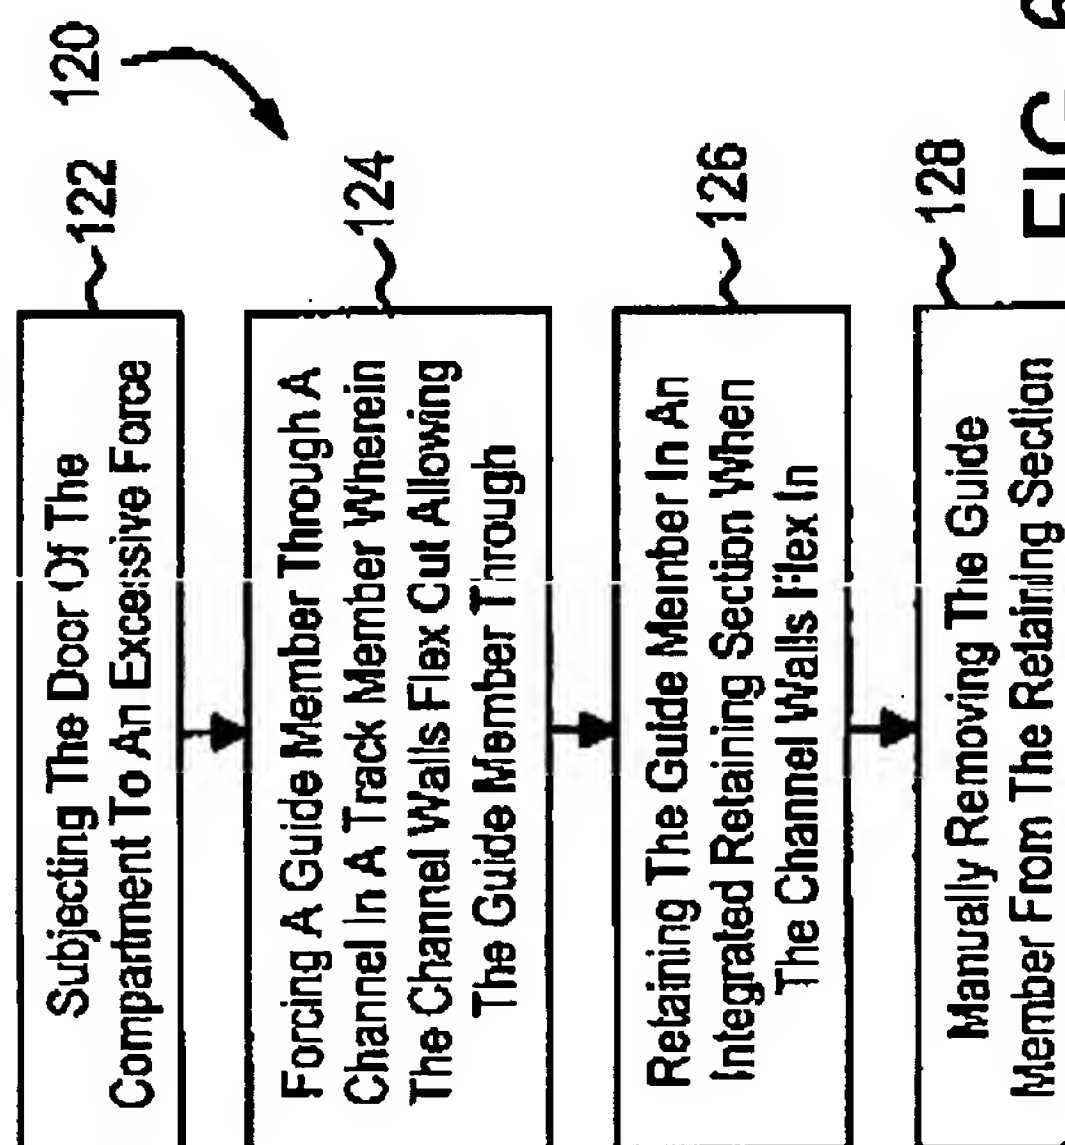 120
122
Subjecting The Door Of The
Compartment To An Excessive Force
124
Forcing A Guide Member Through A
Channel In A Track Member Wherein
The Channel Walls Flex Out Allowing
The Guide Member Through
126
Retaining The Guide Member In An
Integrated Retaining Section When
The Channel Walls Flex In
128
Manually Removing The Guide
Member From The Retaining Section
FIG.